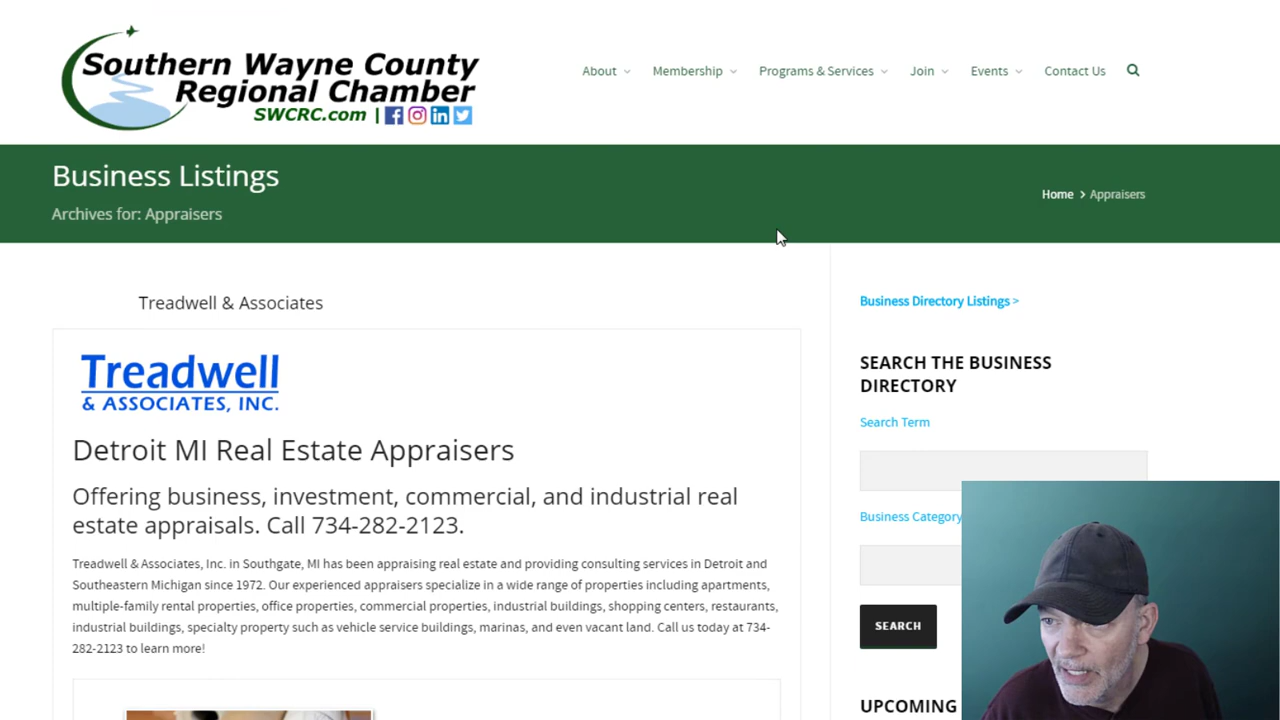 Southern Wayne County
Regional Chamber
SWCRC.com |
About
Membership
Programs & Services
Join
Events
Contact Us
Business Listings
Archives for: Appraisers
Home > Appraisers
Treadwell & Associates
Treadwell
& ASSOCIATES, INC.
Detroit MI Real Estate Appraisers
Offering business, investment, commercial, and industrial real
estate appraisals. Call 734-282-2123.
Treadwell & Associates, Inc. in Southgate, MI has been appraising real estate and providing consulting services in Detroit and
Southeastern Michigan since 1972. Our experienced appraisers specialize in a wide range of properties including apartments,
multiple-family rental properties, office properties, commercial properties, industrial buildings, shopping centers, restaurants,
industrial buildings, specialty property such as vehicle service buildings, marinas, and even vacant land. Call us today at 734-
282-2123 to learn more!
Business Directory Listings >
SEARCH THE BUSINESS
DIRECTORY
Search Term
Business Category
SEARCH
UPCOMING